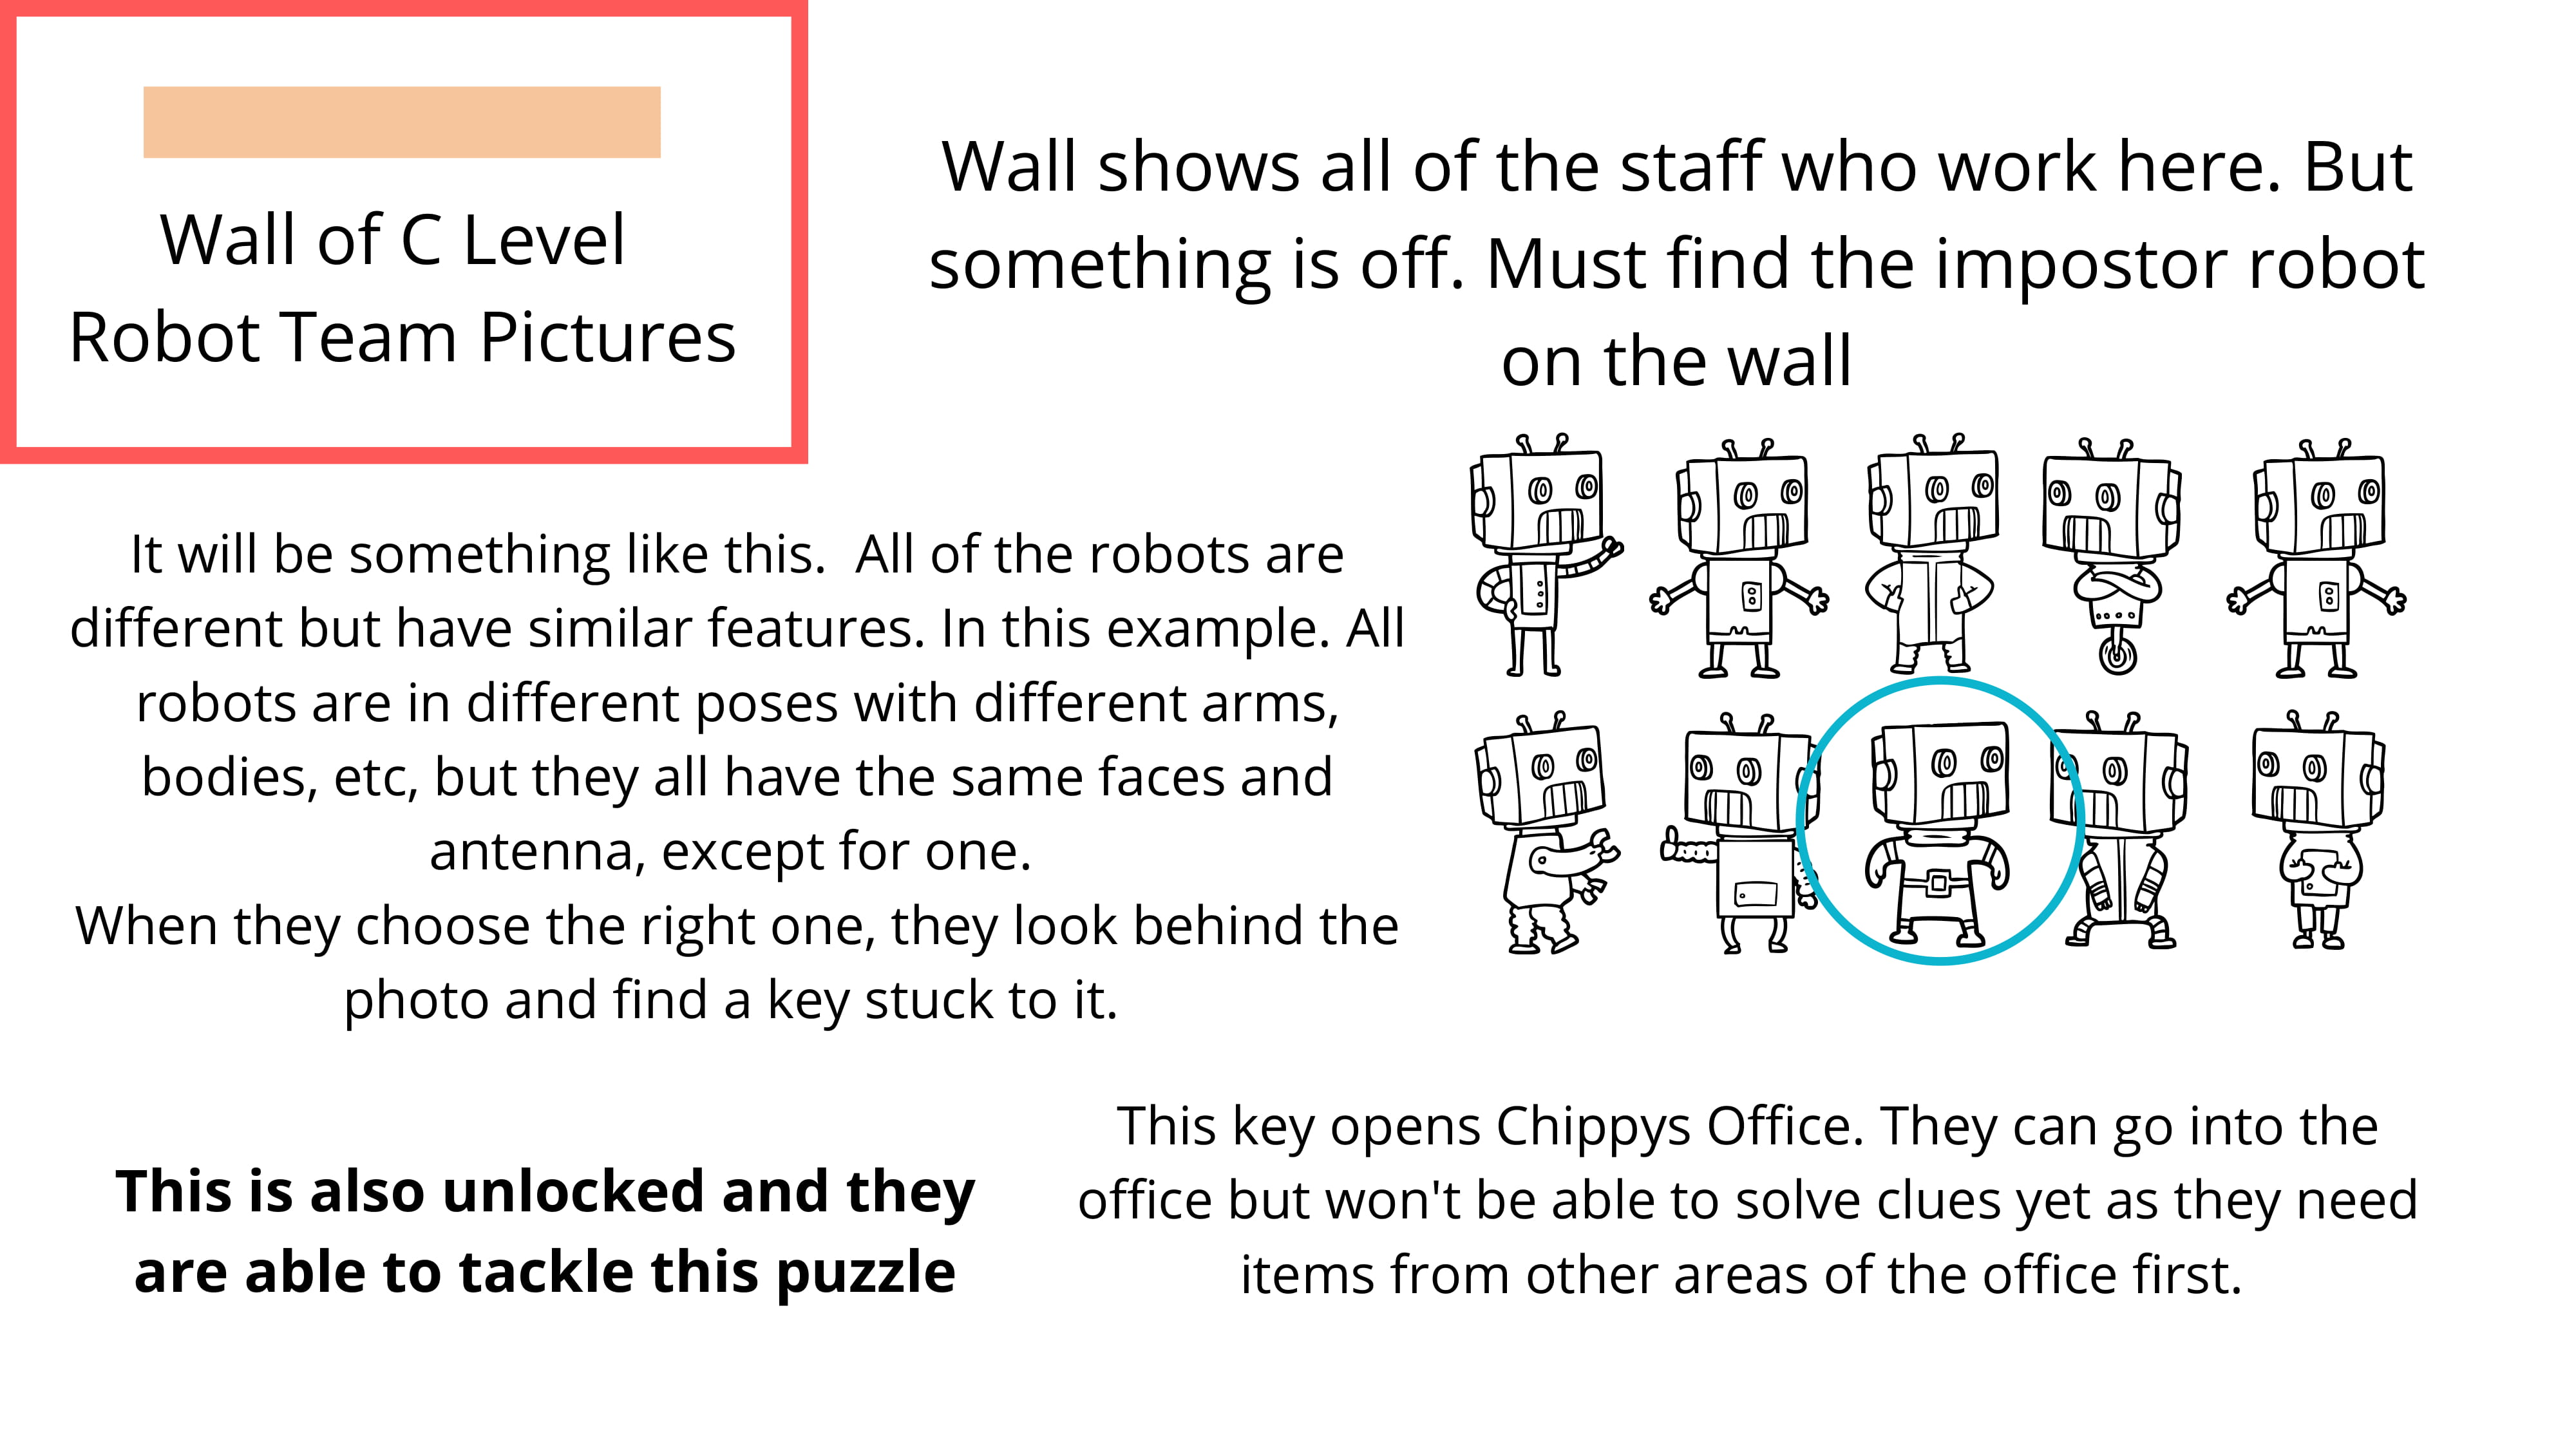 Wall of C Level
Robot Team Pictures
Wall shows all of the staff who work here. But
something is off. Must find the impostor robot
on the wall
It will be something like this.  All of the robots are
different but have similar features. In this example. All
robots are in different poses with different arms,
bodies, etc, but they all have the same faces and
antenna, except for one.
When they choose the right one, they look behind the
photo and find a key stuck to it.
This is also unlocked and they
are able to tackle this puzzle
This key opens Chippys Office. They can go into the
office but won't be able to solve clues yet as they need
items from other areas of the office first.